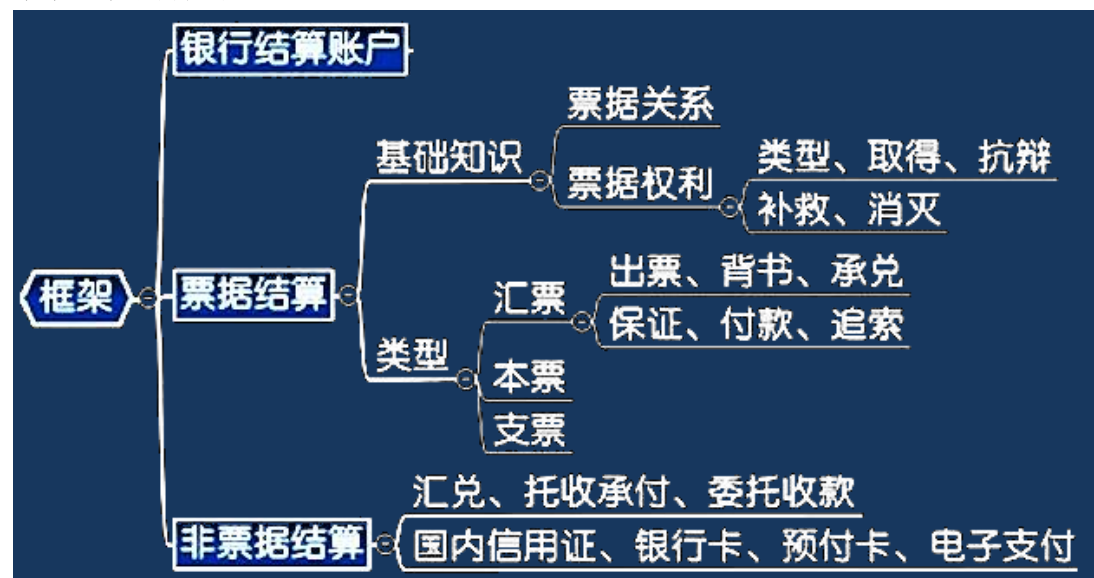 银行结算账户
票据关系
基础知识
类型、取得、抗辩
票据权利
补救、消灭
框架
票据结算
出票、背书、承兑
汇票
保证、付款、追索
类型
本票
支票
汇兑、托收承付、委托收款
非票据结算
国内信用证、银行卡、预付卡、电子支付